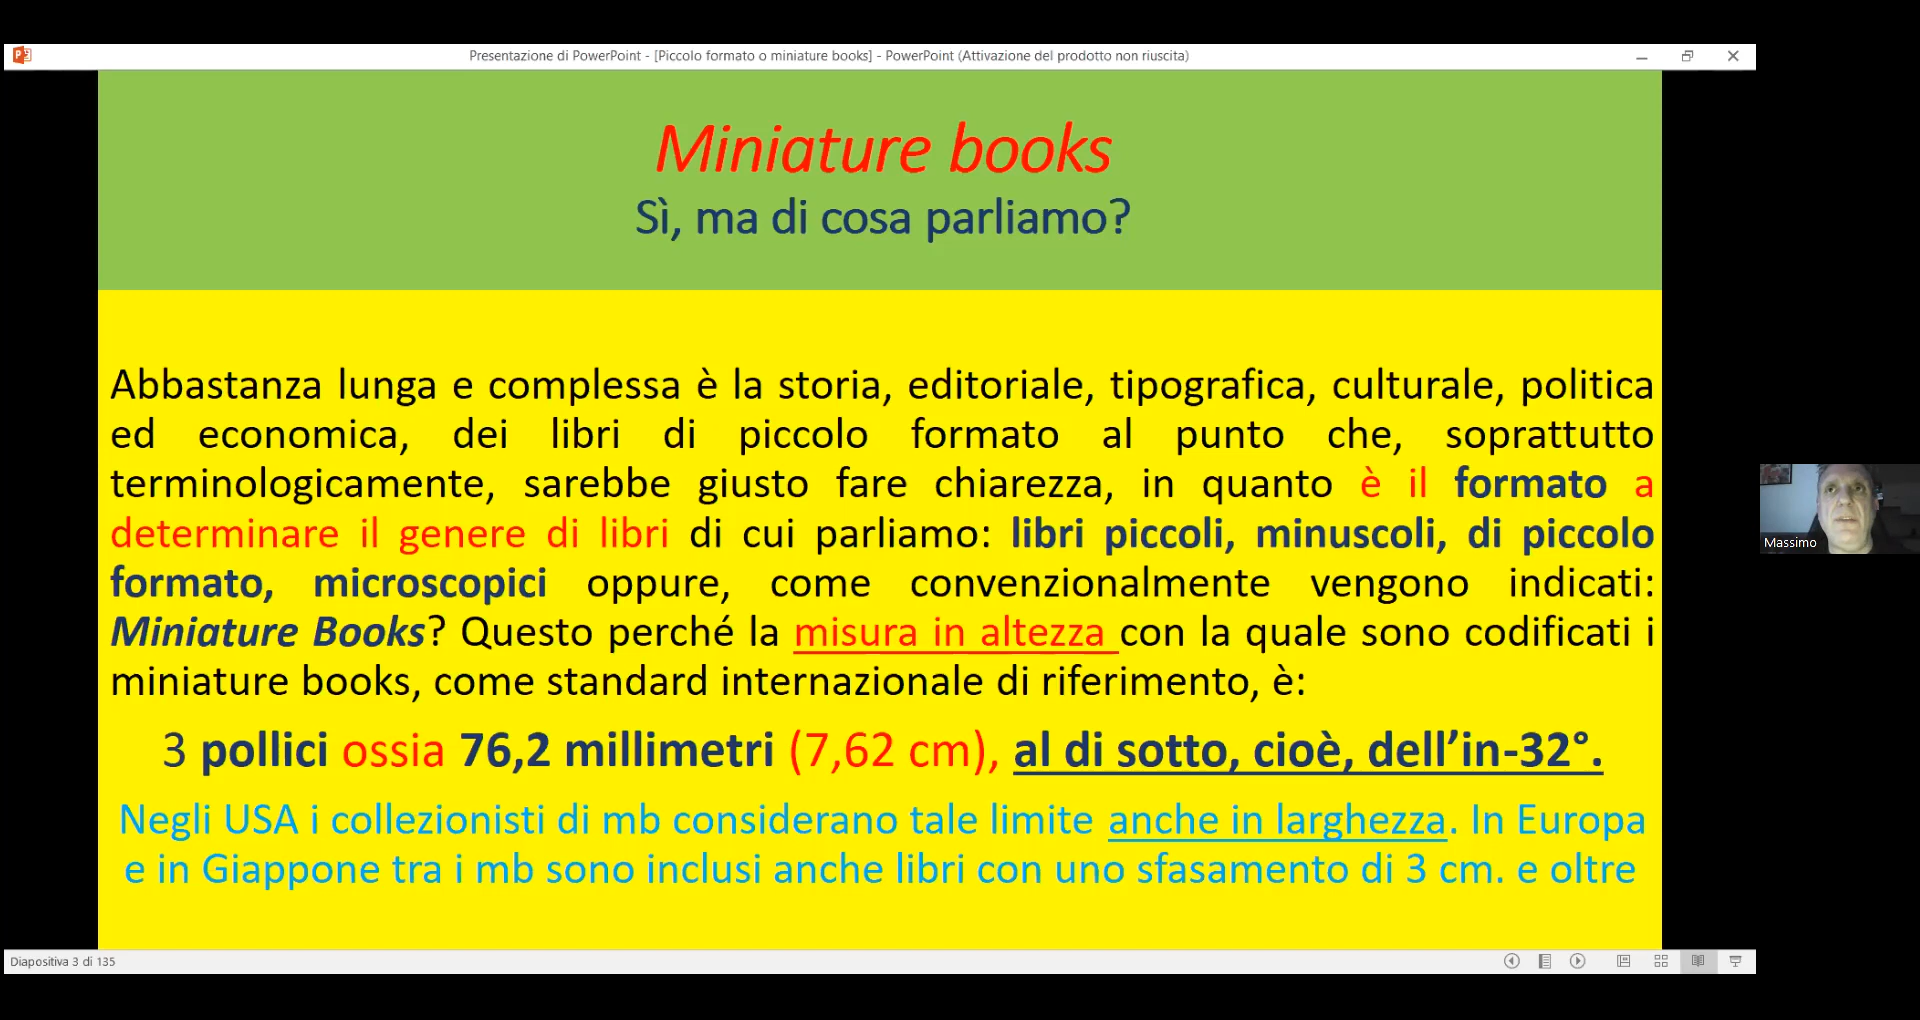 Presentazione di PowerPoint - [Piccolo formato o miniature books] - PowerPoint (Attivazione del prodotto non riuscita)
Miniature books
Sì, ma di cosa parliamo?
Abbastanza lunga e complessa è la storia, editoriale, tipografica, culturale, politica
ed economica, dei libri di piccolo formato al punto che, soprattutto
terminologicamente, sarebbe giusto fare chiarezza, in quanto è il formato a
determinare il genere di libri di cui parliamo: libri piccoli, minuscoli, di piccolo
formato, microscopici oppure, come convenzionalmente vengono indicati:
Miniature Books? Questo perché la misura in altezza con la quale sono codificati i
miniature books, come standard internazionale di riferimento, è:
3 pollici ossia 76,2 millimetri (7,62 cm), al di sotto, cioè, dell’in-32°.
Negli USA i collezionisti di mb considerano tale limite anche in larghezza. In Europa
e in Giappone tra i mb sono inclusi anche libri con uno sfasamento di 3 cm. e oltre
Massimo
Diapositiva 3 di 135